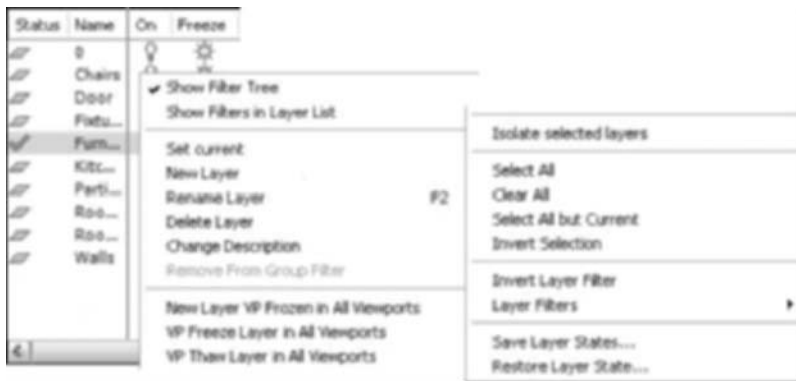 Status Name On Freeze
0
Chairs
Door
Fixtu...
Furn...
Kitc...
Parti...
Roo...
Roo...
Walls
Show Filter Tree
Show Filters in Layer List
Set current
New Layer
Rename Layer F2
Delete Layer
Change Description
Remove From Group Filter
New Layer VP Frozen in All Viewports
VP Freeze Layer in All Viewports
VP Thaw Layer in All Viewports
Isolate selected layers
Select All
Clear All
Select All but Current
Invert Selection
Invert Layer Filter
Layer Filters
Save Layer States...
Restore Layer State...